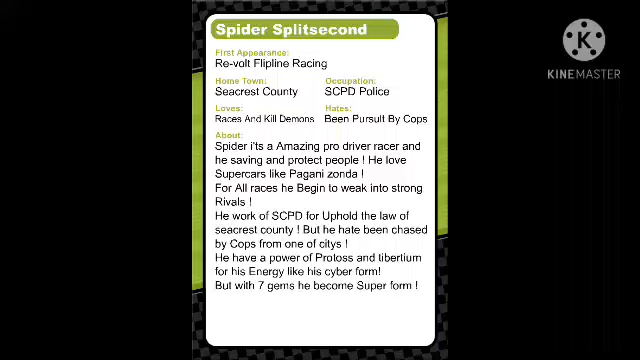 Spider Splitsecond
First Appearance:
Re-volt Flipline Racing
Home Town:
Seacrest County
Occupation:
SCPD Police
Loves:
Races And Kill Demons
Hates:
Been Pursult By Cops
About:
Spider i'ts a Amazing pro driver racer and
he saving and protect people ! He love
Supercars like Pagani zonda !
For All races he Begin to weak into strong
Rivals !
He work of SCPD for Uphold the law of
seacrest county ! But he hate been chased
by Cops from one of citys !
He have a power of Protoss and tibertium
for his Energy like his cyber form!
But with 7 gems he become Super form !
K
KINEMASTER